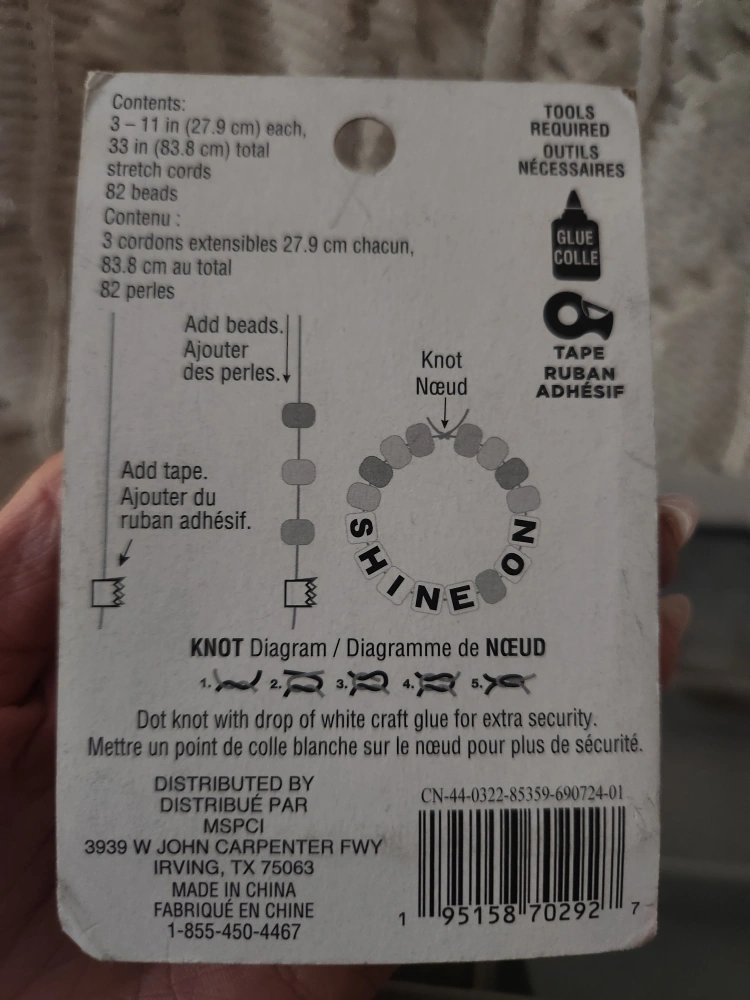 Contents:
3 – 11 in (27.9 cm) each,
33 in (83.8 cm) total
stretch cords
82 beads
Contenu :
3 cordons extensibles 27.9 cm chacun,
83.8 cm au total
82 perles
TOOLS
REQUIRED
OUTILS
NÉCESSAIRES
GLUE
COLLE
TAPE
RUBAN
ADHÉSIF
Add beads.
Ajouter
des perles.
Knot
Nœud
Add tape.
Ajouter du
ruban adhésif.
SHINE ON
KNOT Diagram / Diagramme de NŒUD
1. 2. 3. 4. 5.
Dot knot with drop of white craft glue for extra security.
Mettre un point de colle blanche sur le nœud pour plus de sécurité.
DISTRIBUTED BY
DISTRIBUÉ PAR
MSPCI
3939 W JOHN CARPENTER FWY
IRVING, TX 75063
MADE IN CHINA
FABRIQUÉ EN CHINE
1-855-450-4467
CN-44-0322-85359-690724-01
1 95158 70292 7